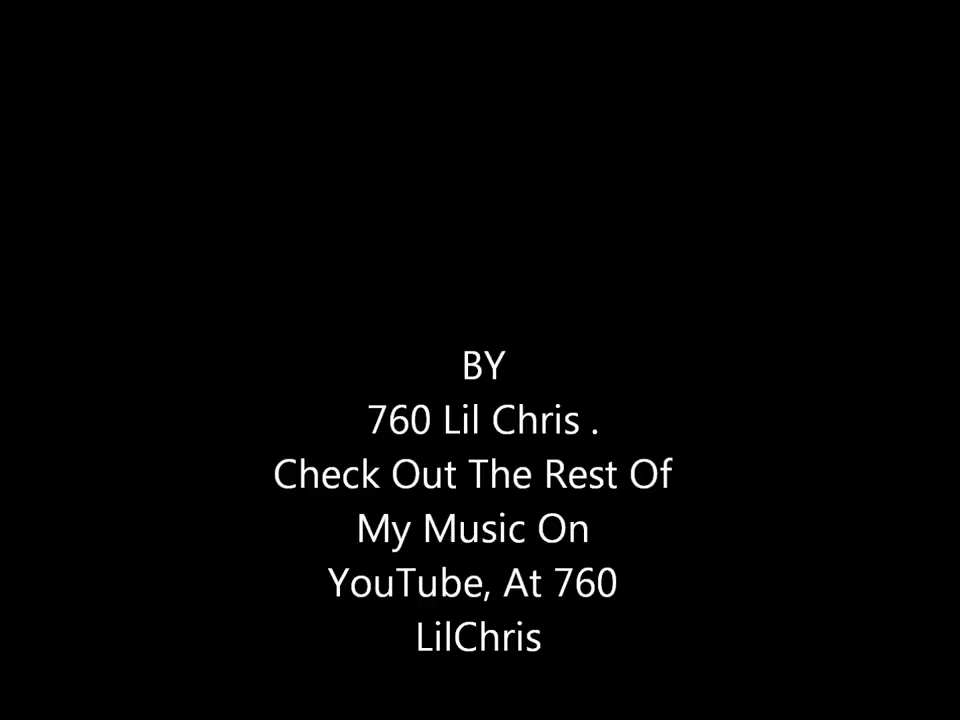 BY
760 Lil Chris .
Check Out The Rest Of
My Music On
YouTube, At 760
LilChris